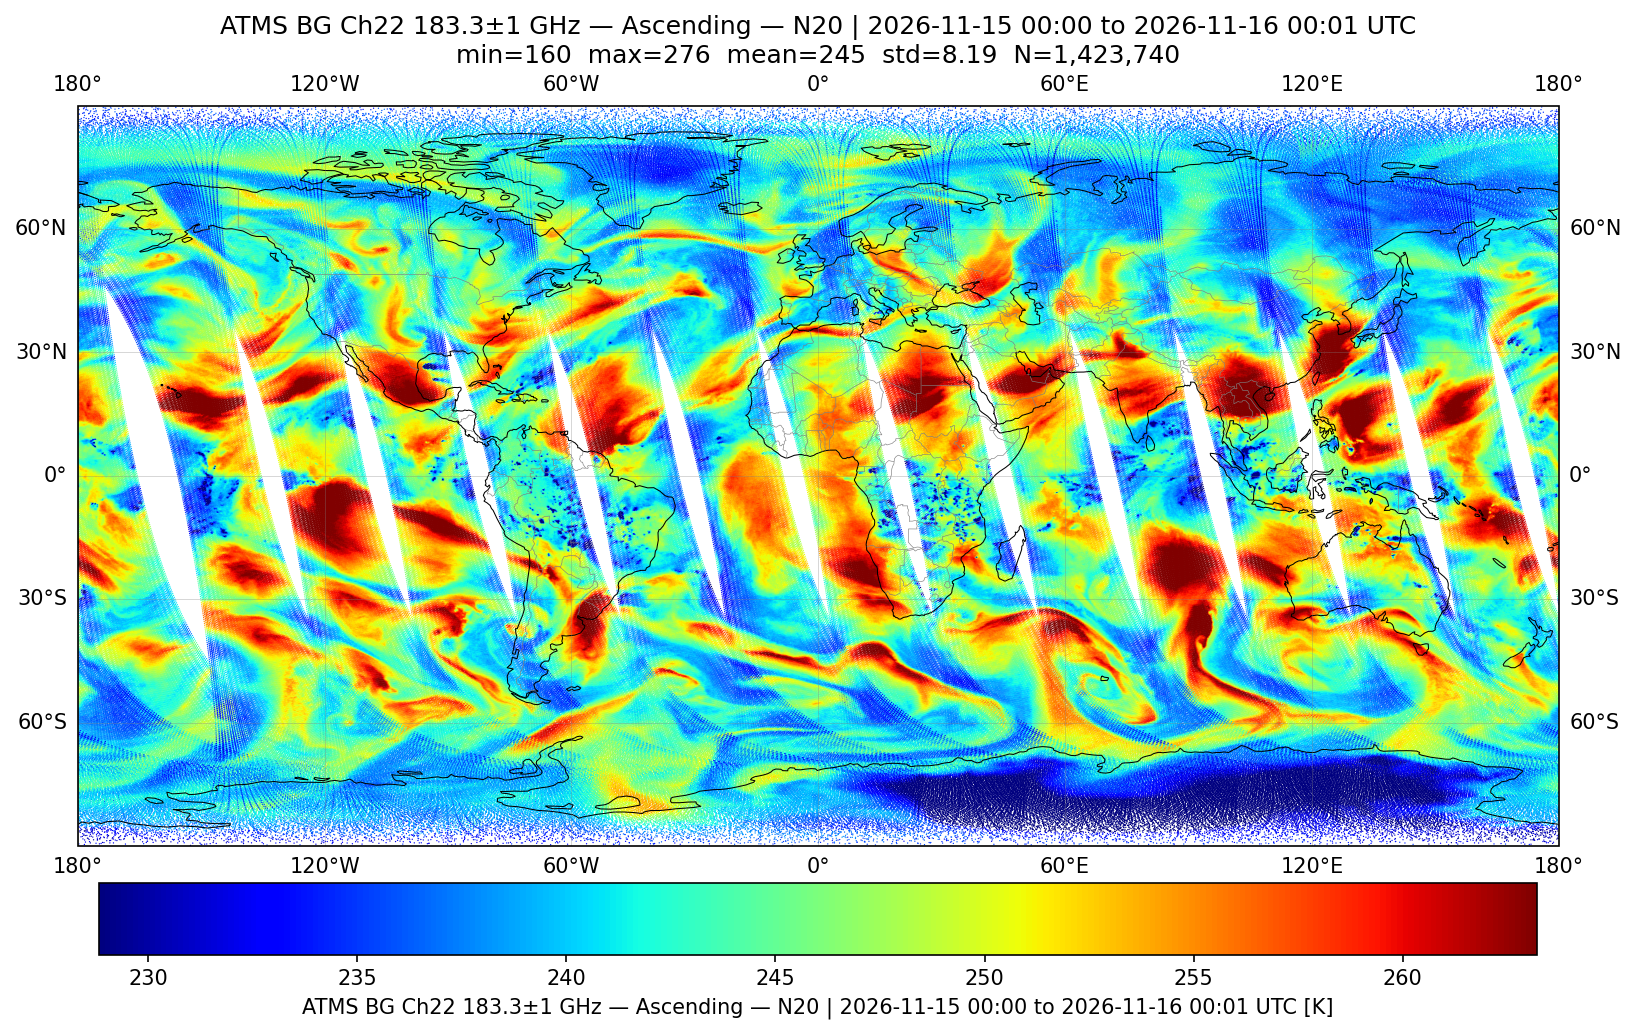 ATMS BG Ch22 183.3±1 GHz — Ascending — N20 | 2026-11-15 00:00 to 2026-11-16 00:01 UTC
min=160 max=276 mean=245 std=8.19 N=1,423,740
180° 120°W 60°W 0° 60°E 120°E 180°
60°N 60°N
30°N 30°N
0° 0°
30°S 30°S
60°S 60°S
180° 120°W 60°W 0° 60°E 120°E 180°
230 235 240 245 250 255 260
ATMS BG Ch22 183.3±1 GHz — Ascending — N20 | 2026-11-15 00:00 to 2026-11-16 00:01 UTC [K]